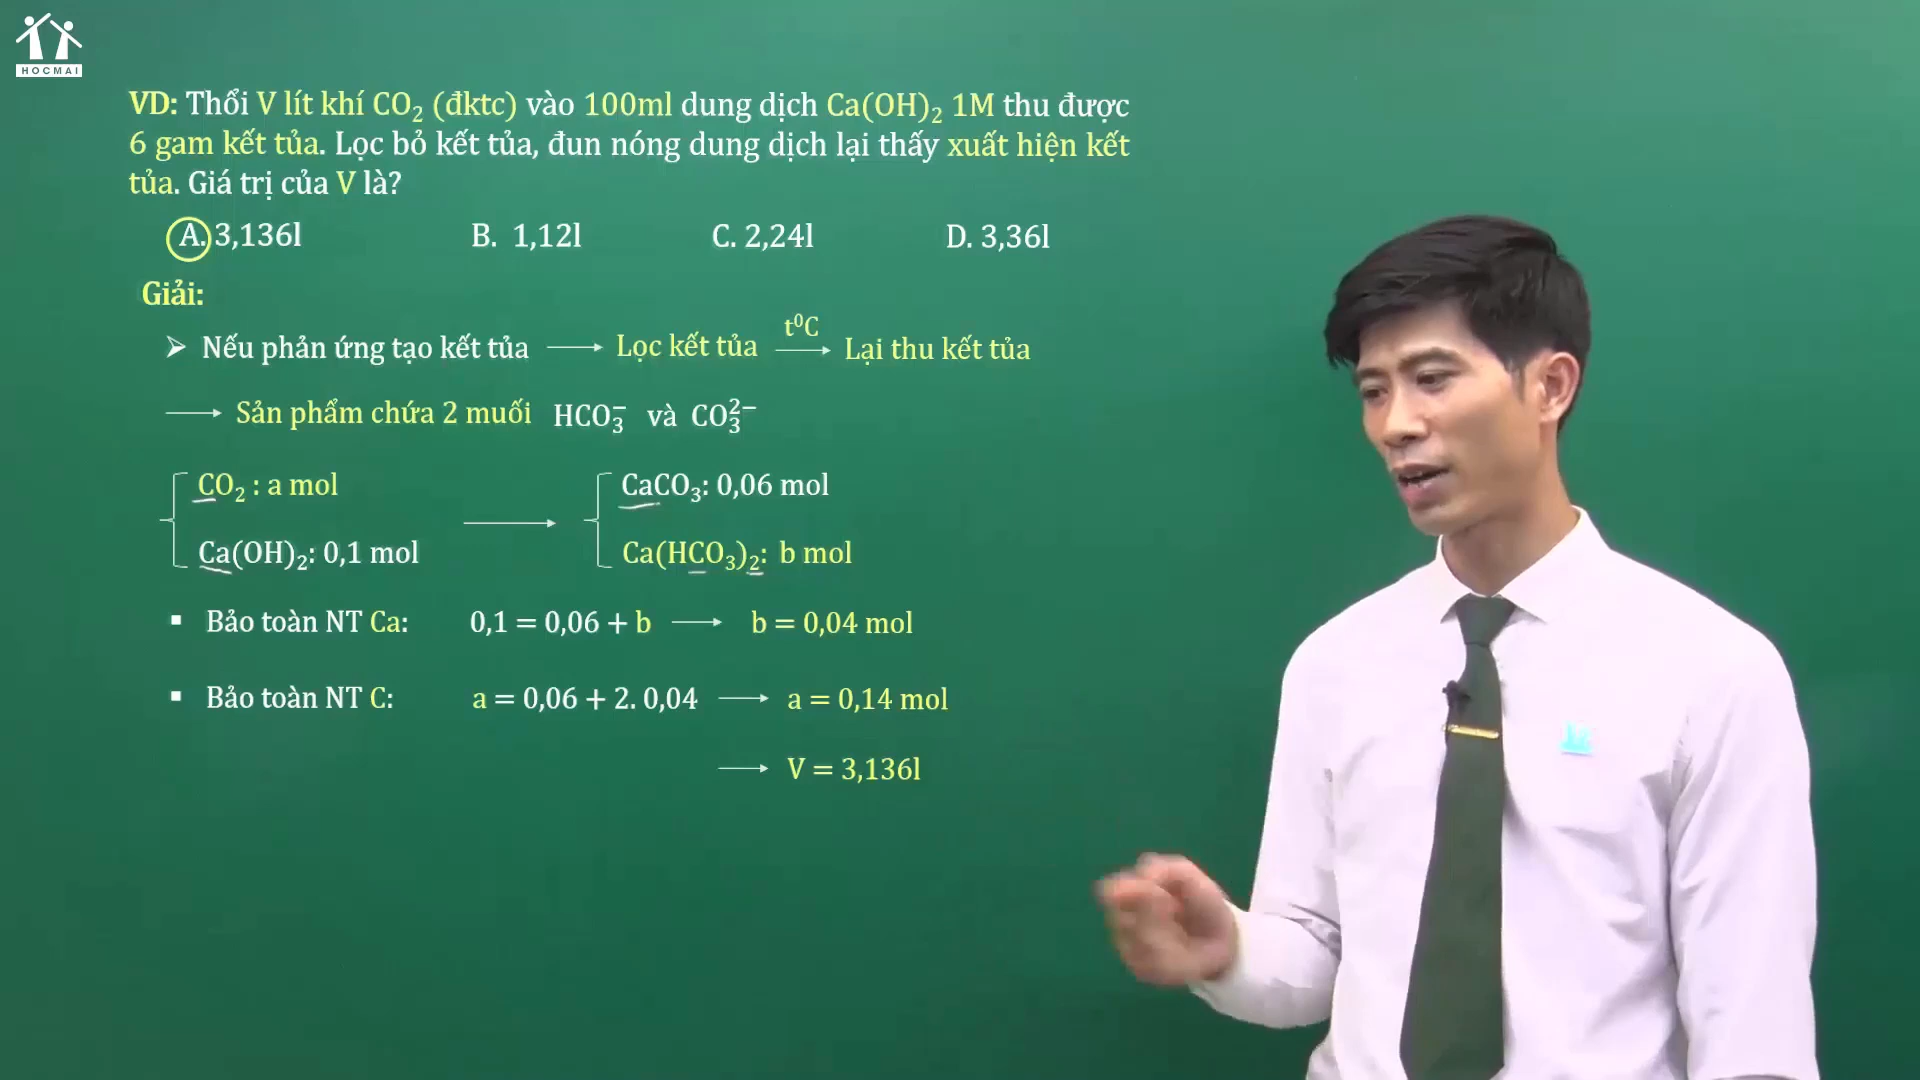 HOCMAI
VD: Thổi V lít khí CO₂ (đktc) vào 100ml dung dịch Ca(OH)₂ 1M thu được
6 gam kết tủa. Lọc bỏ kết tủa, đun nóng dung dịch lại thấy xuất hiện kết
tủa. Giá trị của V là?
A. 3,136l B. 1,12l C. 2,24l D. 3,36l
Giải:
➢ Nếu phản ứng tạo kết tủa ⟶ Lọc kết tủa ⟶ t⁰C Lại thu kết tủa
⟶ Sản phẩm chứa 2 muối HCO₃⁻ và CO₃²⁻
CO₂ : a mol ⟶ CaCO₃: 0,06 mol
Ca(OH)₂: 0,1 mol Ca(HCO₃)₂: b mol
▪ Bảo toàn NT Ca: 0,1 = 0,06 + b ⟶ b = 0,04 mol
▪ Bảo toàn NT C: a = 0,06 + 2. 0,04 ⟶ a = 0,14 mol
⟶ V = 3,136l